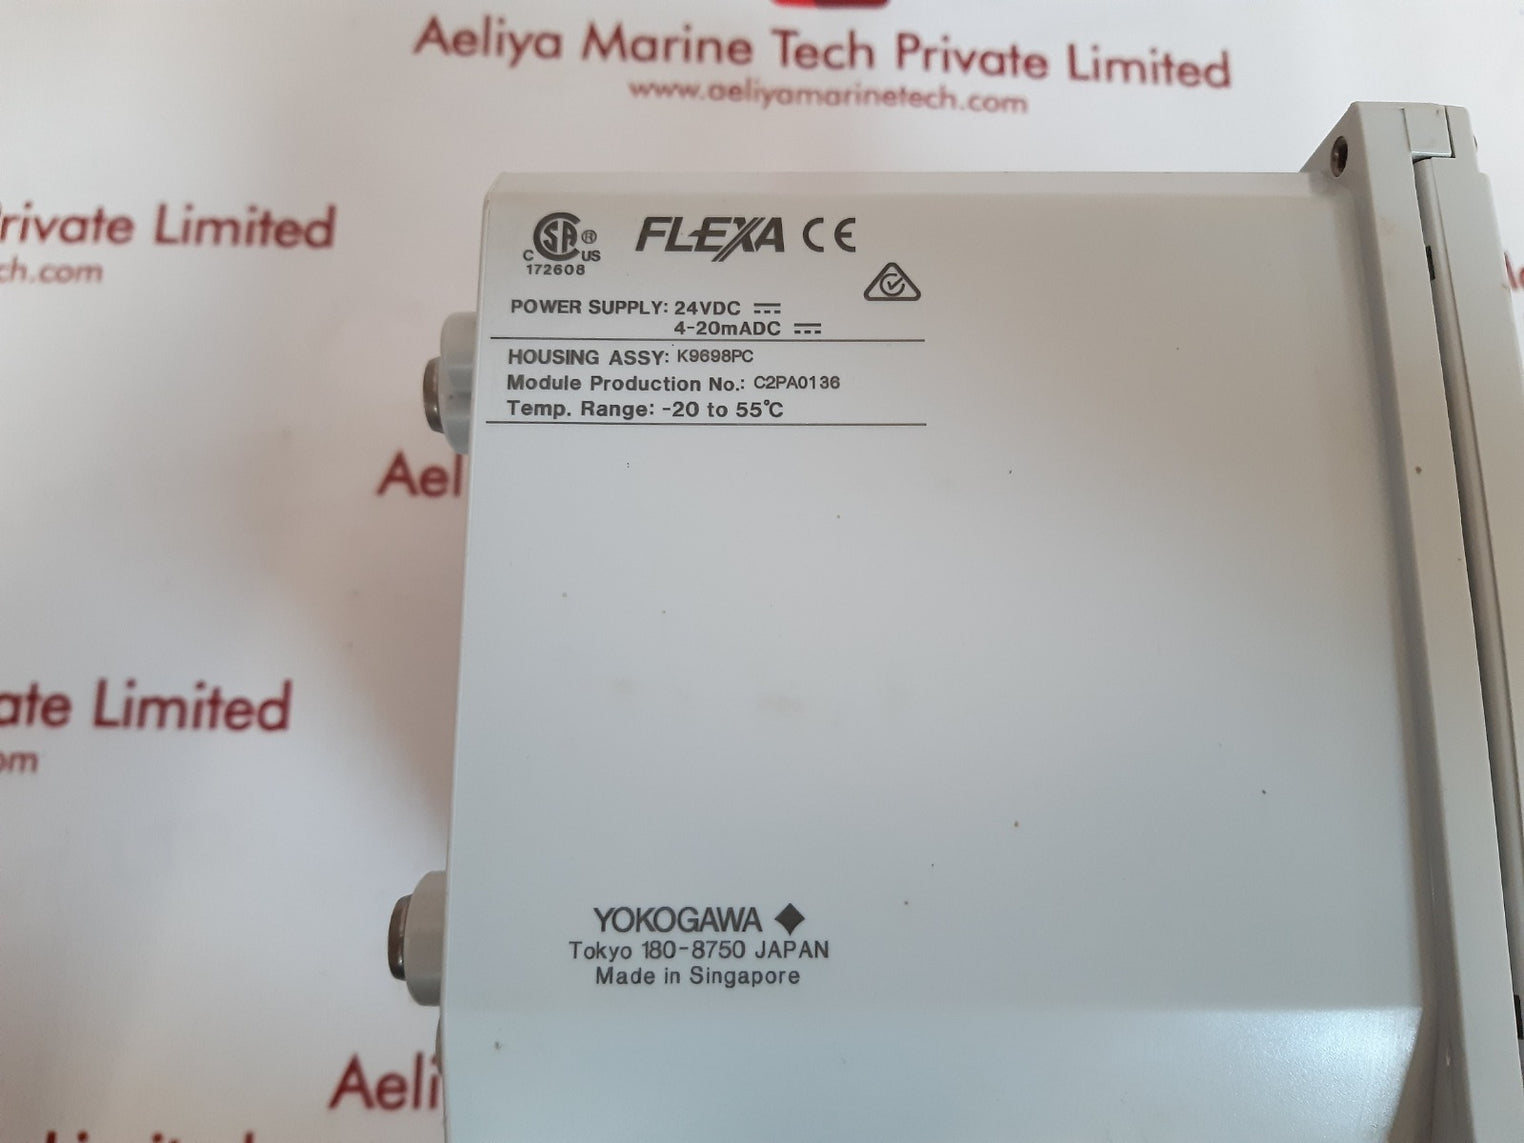 Aeliya Marine Tech Private Limited
www.aeliyamarinetech.com
rivate Limited
ch.com
CSA ®
C US
172608
FLEXA CE
POWER SUPPLY: 24VDC
4-20mADC
HOUSING ASSY: K9698PC
Module Production No.: C2PA0136
Temp. Range: -20 to 55°C
Ael
ate Limited
om
YOKOGAWA
Tokyo 180-8750 JAPAN
Made in Singapore
Aeli
Limited